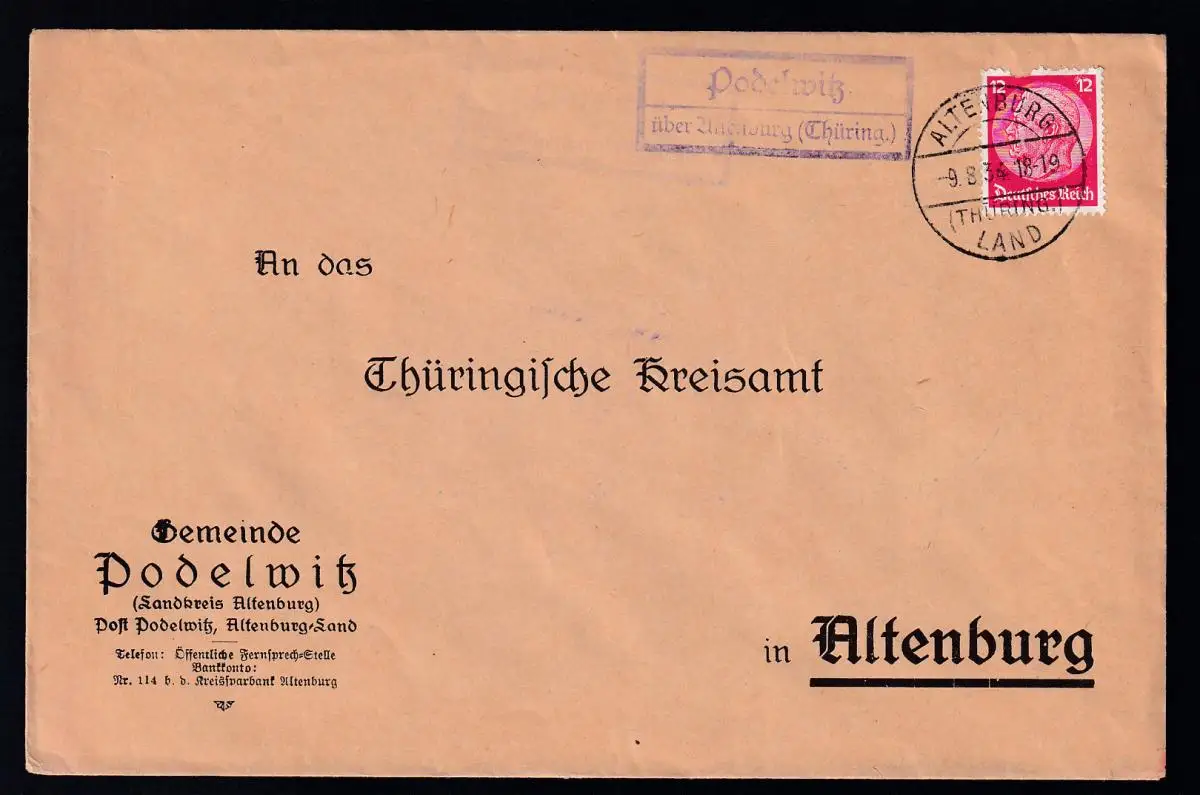 Podelwitz
über Altenburg (Thüring.)
12 12
Deutsches Reich
ALTENBURG
-9.8.34 18-19
(THÜRING.)
LAND
An das
Thüringische Kreisamt
Gemeinde
Podelwitz
(Landkreis Altenburg)
Post Podelwitz, Altenburg-Land
Telefon: Öffentliche Fernsprech-Stelle
Bankkonto:
Nr. 114 b. d. Kreissparbank Altenburg
in Altenburg